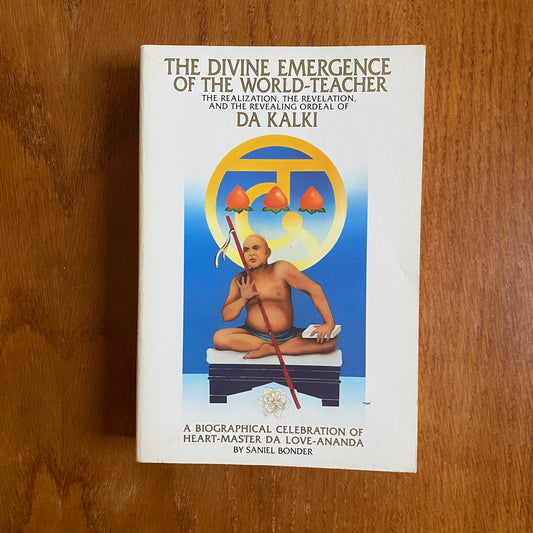 THE DIVINE EMERGENCE
OF THE WORLD-TEACHER
THE REALIZATION, THE REVELATION,
AND THE REVEALING ORDEAL OF
DA KALKI
A BIOGRAPHICAL CELEBRATION OF
HEART-MASTER DA LOVE-ANANDA
BY SANIEL BONDER